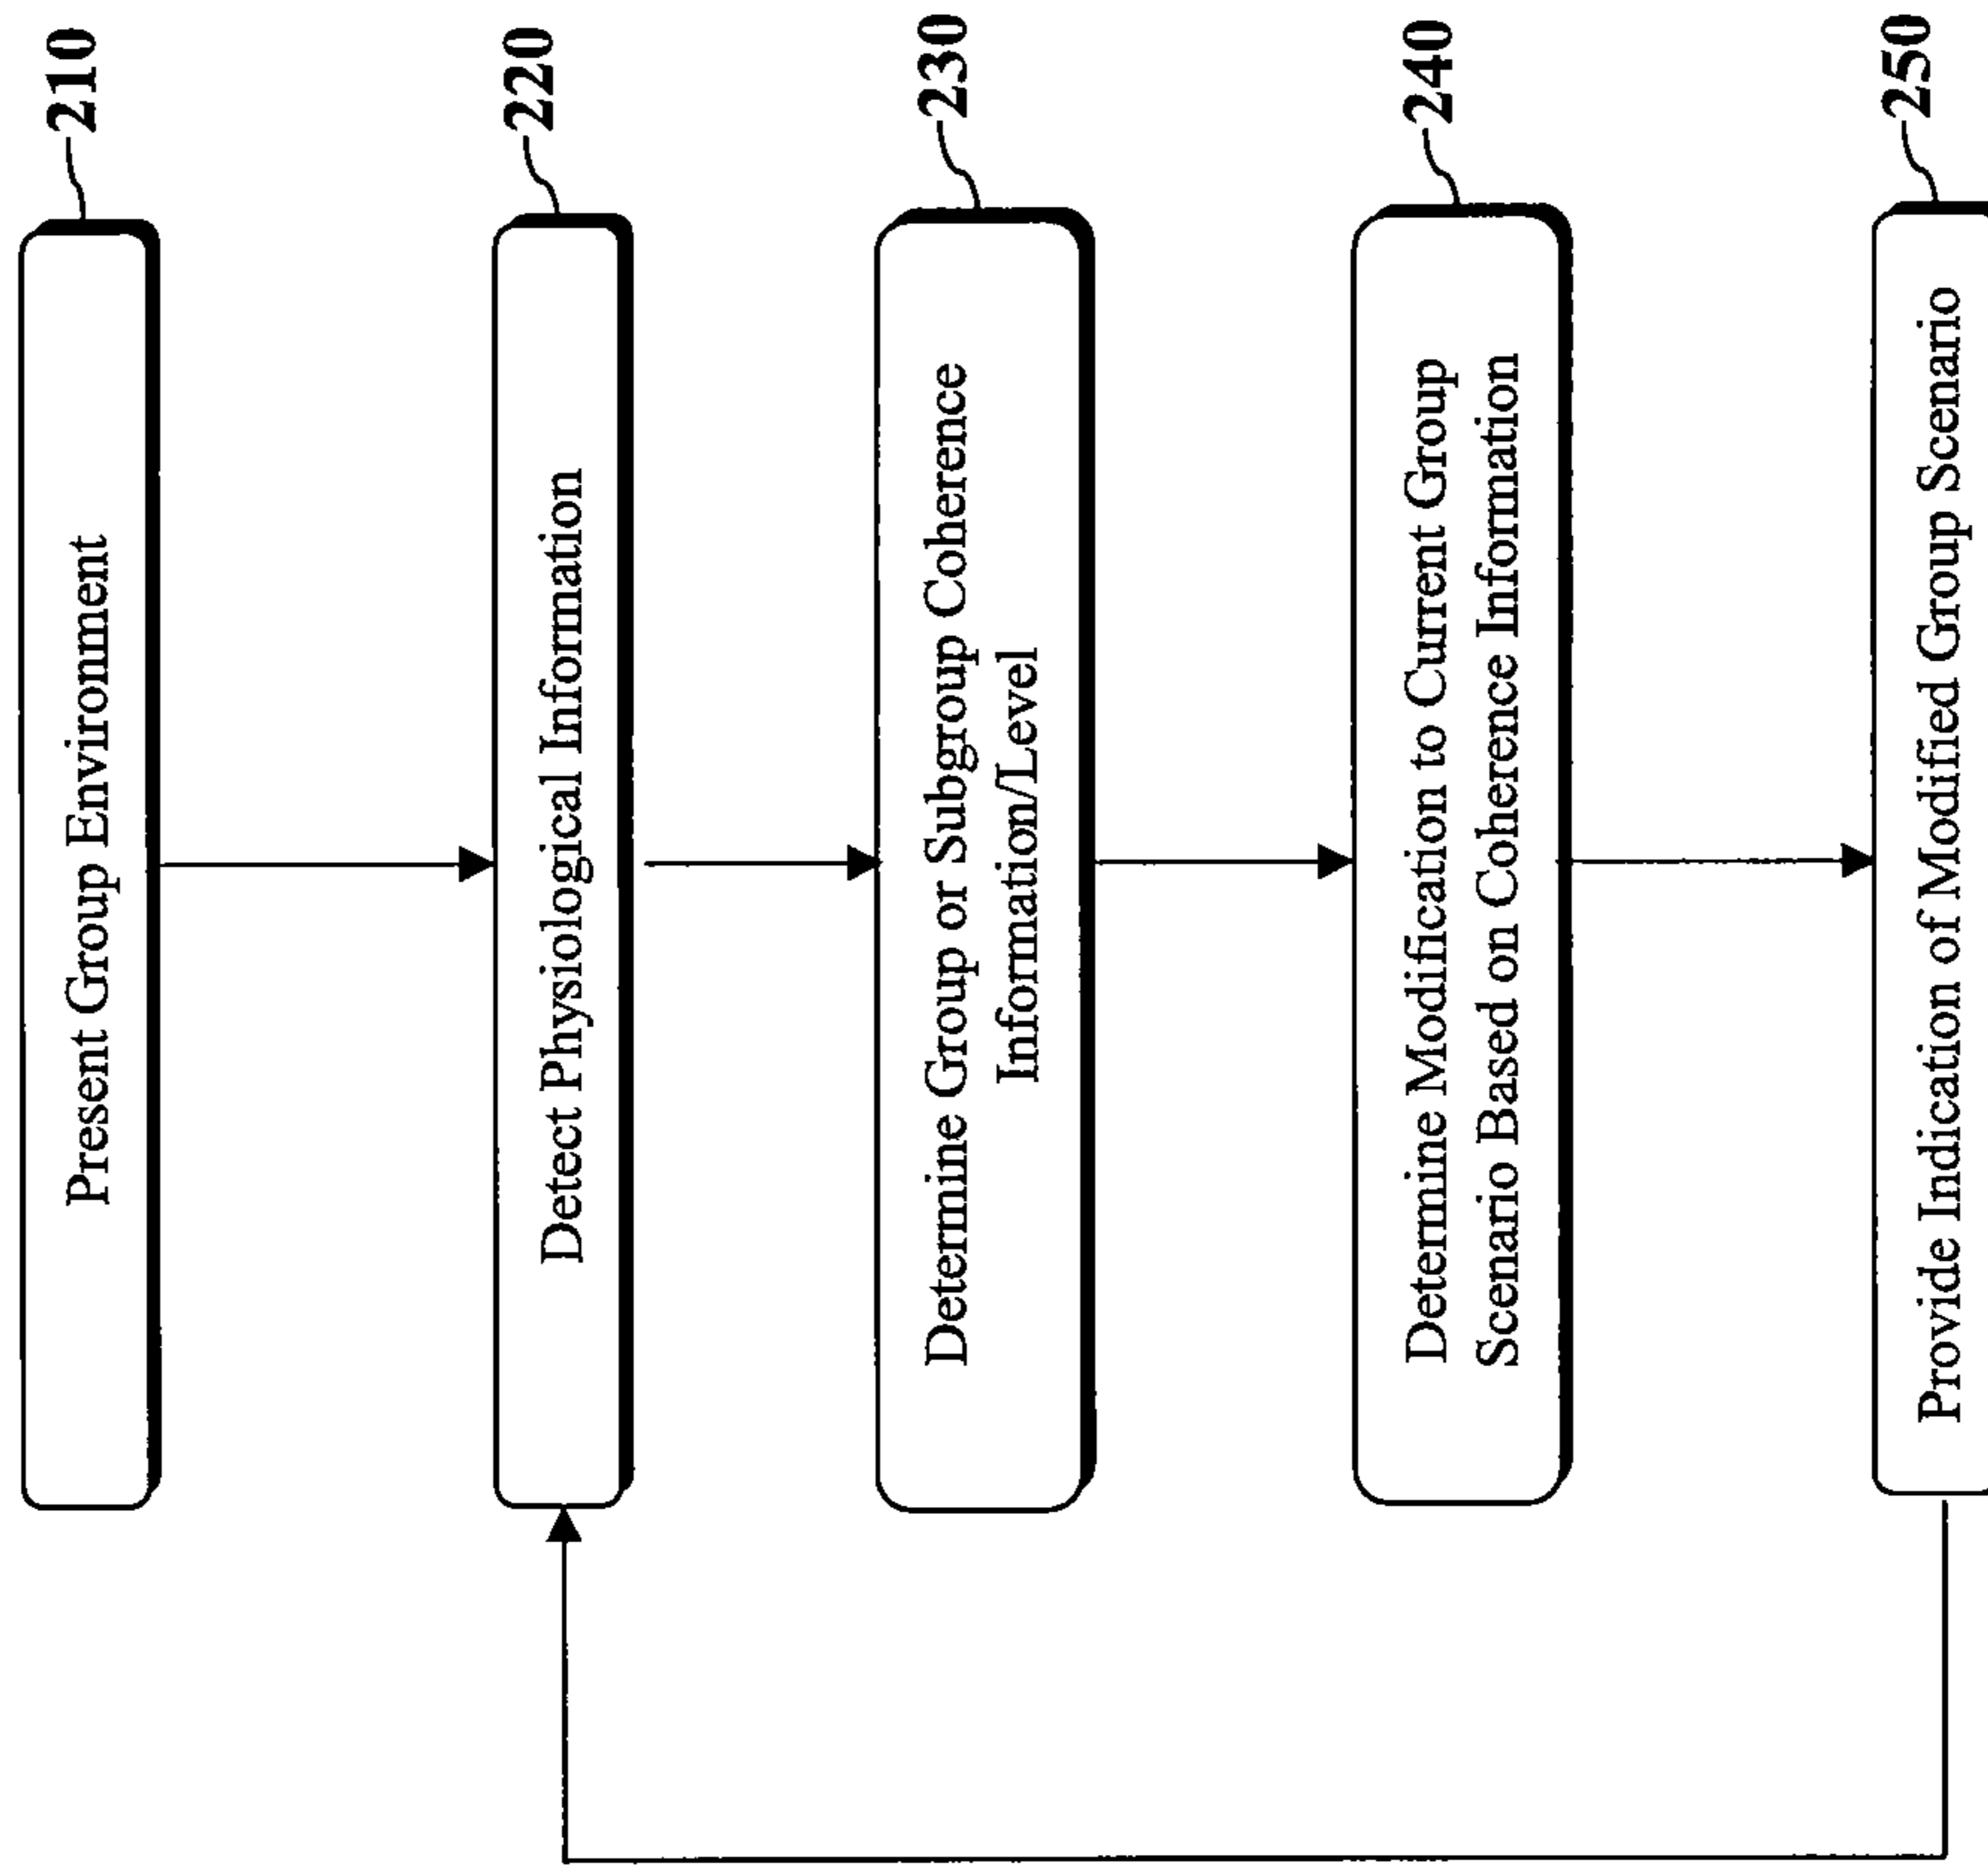 Present Group Environment
210
Detect Physiological Information
220
Determine Group or Subgroup Coherence
Information/Level
230
Determine Modification to Current Group
Scenario Based on Coherence Information
240
Provide Indication of Modified Group Scenario
250